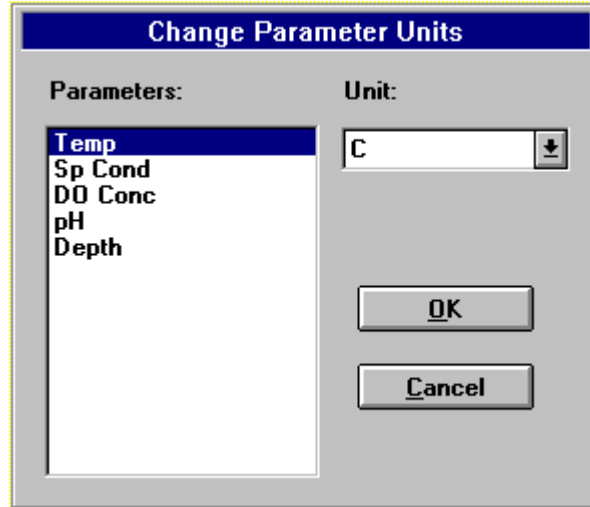 Change Parameter Units
Parameters:
Unit:
Temp
Sp Cond
DO Conc
pH
Depth
C
OK
Cancel